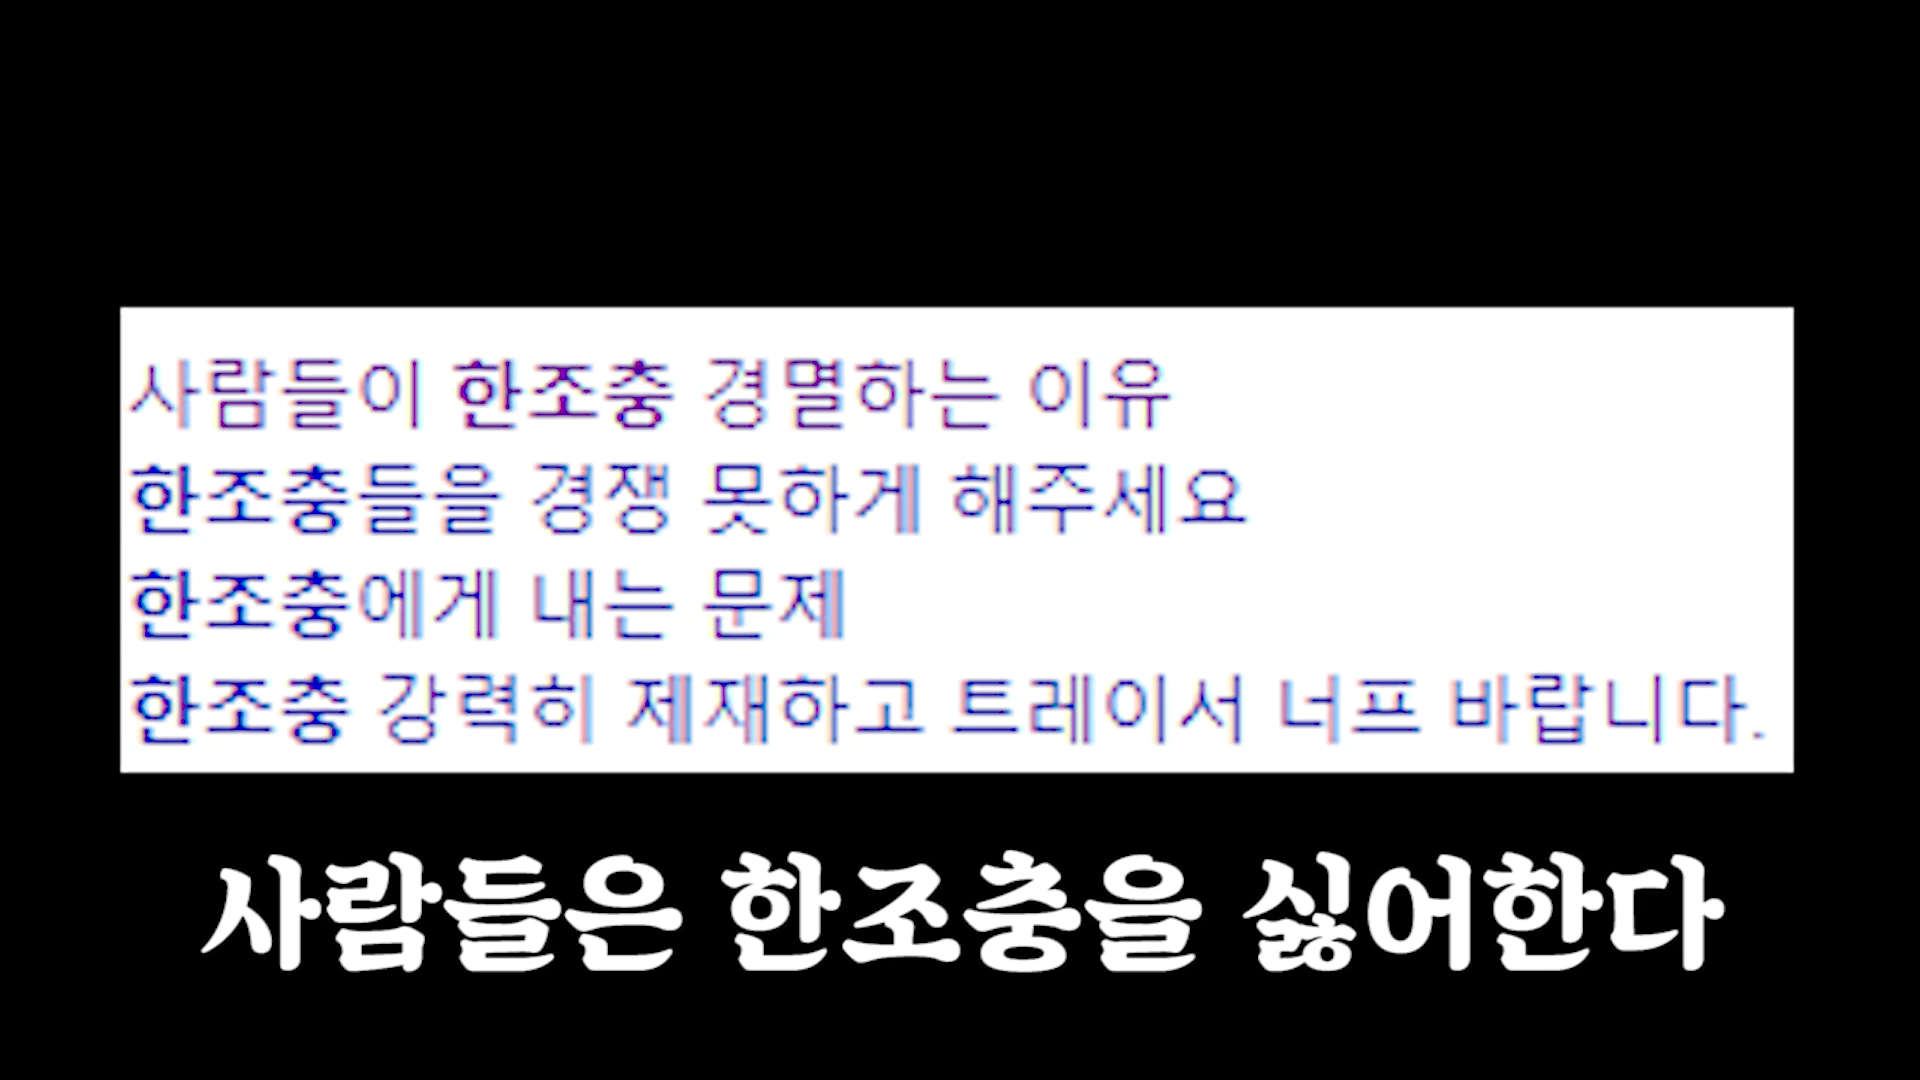 사람들이 한조충 경멸하는 이유
한조충들을 경쟁 못하게 해주세요
한조충에게 내는 문제
한조충 강력히 제재하고 트레이서 너프 바랍니다.
사람들은 한조충을 싫어한다